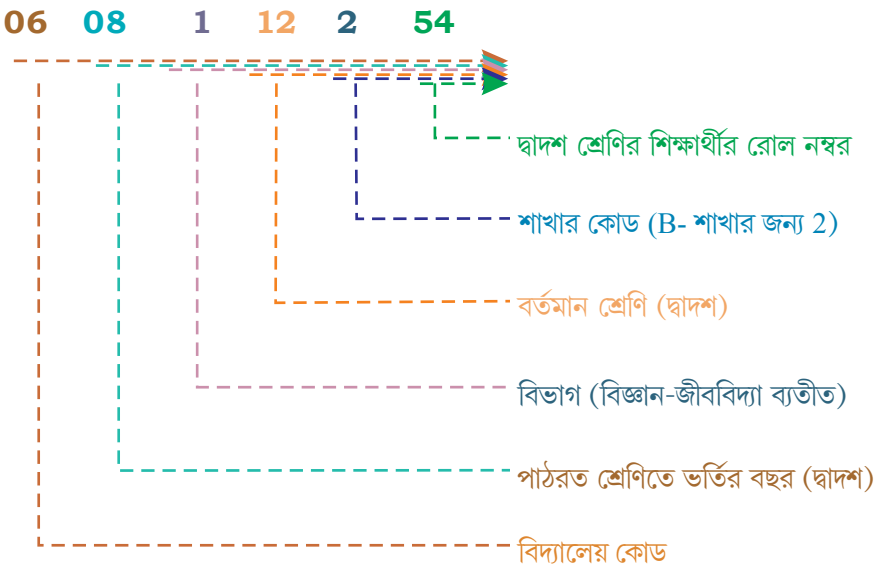 06 08 1 12 2 54
দ্বাদশ শ্রেণির শিক্ষার্থীর রোল নম্বর
শাখার কোড (B- শাখার জন্য 2)
বর্তমান শ্রেণি (দ্বাদশ)
বিভাগ (বিজ্ঞান-জীববিদ্যা ব্যতীত)
পাঠরত শ্রেণিতে ভর্তির বছর (দ্বাদশ)
বিদ্যালেয় কোড